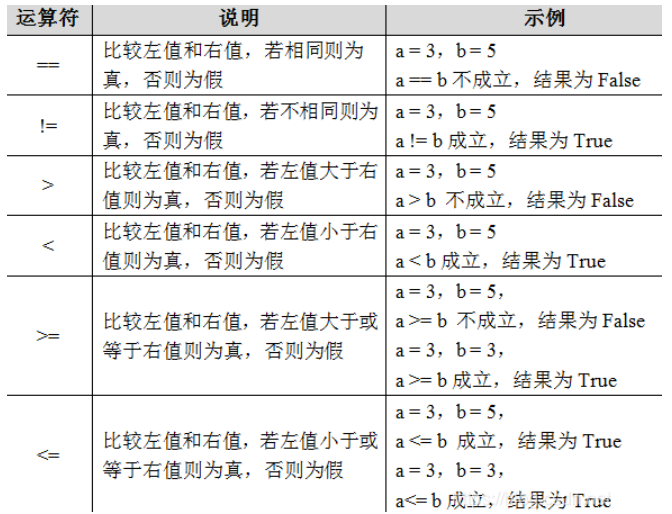 运算符 说明 示例
== 比较左值和右值，若相同则为真，否则为假 a = 3，b = 5
a == b 不成立，结果为 False
!= 比较左值和右值，若不相同则为真，否则为假 a = 3，b = 5
a != b 成立，结果为 True
> 比较左值和右值，若左值大于右值则为真，否则为假 a = 3，b = 5
a > b 不成立，结果为 False
< 比较左值和右值，若左值小于右值则为真，否则为假 a = 3，b = 5
a < b 成立，结果为 True
>= 比较左值和右值，若左值大于或等于右值则为真，否则为假 a = 3，b = 5，
a >= b 不成立，结果为 False
a = 3，b = 3，
a >= b 成立，结果为 True
<= 比较左值和右值，若左值小于或等于右值则为真，否则为假 a = 3，b = 5，
a <= b 成立，结果为 True
a = 3，b = 3，
a<= b 成立，结果为 True